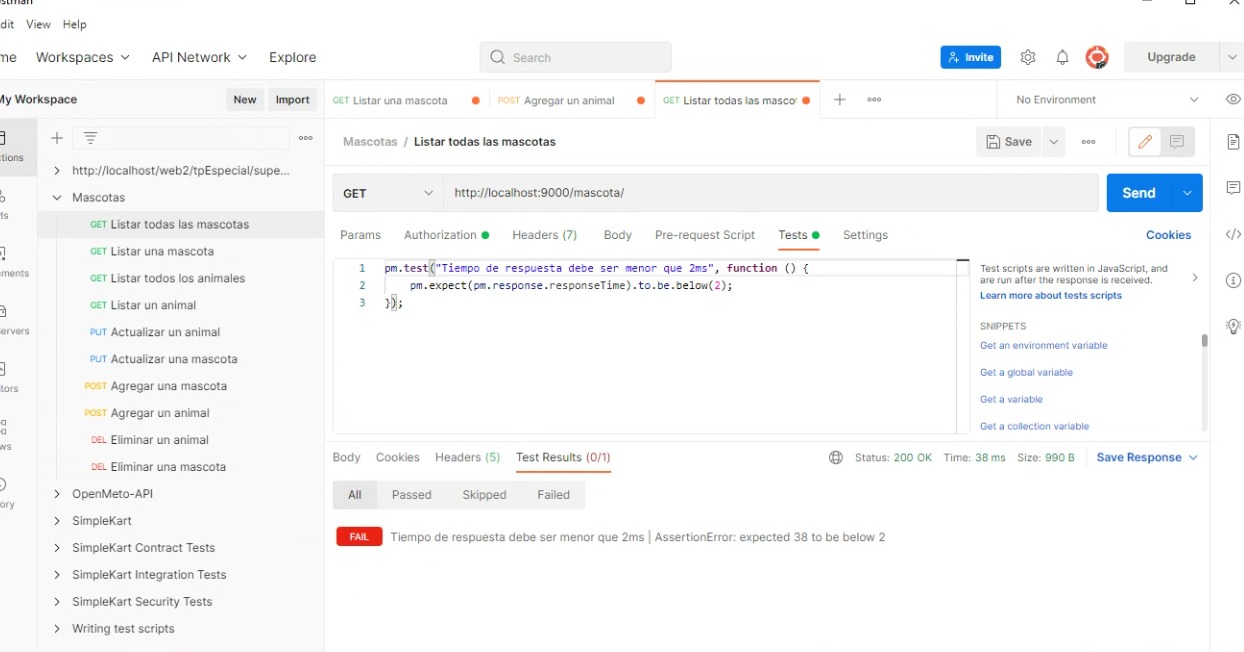 dit View Help
me Workspaces API Network Explore Search Invite Upgrade
My Workspace New Import
GET Listar una mascota POST Agregar un animal GET Listar todas las mascot No Environment
Mascotas / Listar todas las mascotas Save
http://localhost/web2/tpEspecial/supe...
Mascotas
GET Listar todas las mascotas
GET Listar una mascota
GET Listar todos los animales
GET Listar un animal
PUT Actualizar un animal
PUT Actualizar una mascota
POST Agregar una mascota
POST Agregar un animal
DEL Eliminar un animal
DEL Eliminar una mascota
OpenMeto-API
SimpleKart
SimpleKart Contract Tests
SimpleKart Integration Tests
SimpleKart Security Tests
Writing test scripts
GET http://localhost:9000/mascota/ Send
Params Authorization Headers (7) Body Pre-request Script Tests Settings Cookies
1 pm.test("Tiempo de respuesta debe ser menor que 2ms", function () {
2 pm.expect(pm.response.responseTime).to.be.below(2);
3 });
Test scripts are written in JavaScript, and
are run after the response is received.
Learn more about tests scripts
SNIPPETS
Get an environment variable
Get a global variable
Get a variable
Get a collection variable
Body Cookies Headers (5) Test Results (0/1) Status: 200 OK Time: 38 ms Size: 990 B Save Response
All Passed Skipped Failed
FAIL Tiempo de respuesta debe ser menor que 2ms | AssertionError: expected 38 to be below 2